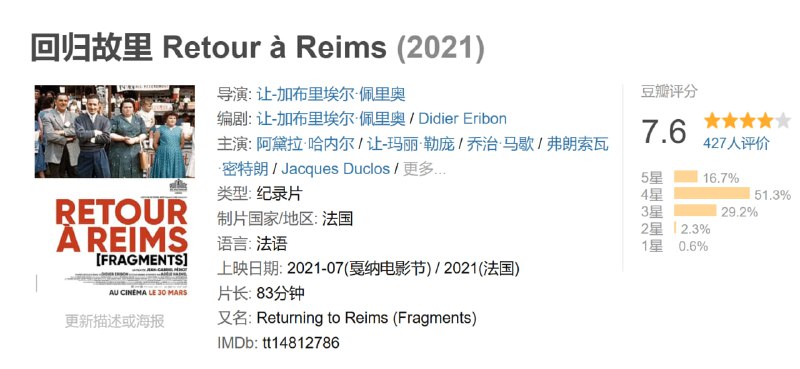 回归故里 Retour à Reims (2021)
导演: 让-加布里埃尔·佩里奥
编剧: 让-加布里埃尔·佩里奥 / Didier Eribon
主演: 阿黛拉·哈内尔 / 让-玛丽·勒庞 / 乔治·马歇 / 弗朗索瓦
·密特朗 / Jacques Duclos / 更多...
类型: 纪录片
制片国家/地区: 法国
语言: 法语
上映日期: 2021-07(戛纳电影节) / 2021(法国)
片长: 83分钟
又名: Returning to Reims (Fragments)
IMDb: tt14812786
RETOUR
À REIMS
[FRAGMENTS]
JEAN-GABRIEL PÉRIOT
DIDIER ERIBON
ADÈLE HAENEL
AU CINÉMA LE 30 MARS
更新描述或海报
豆瓣评分
7.6
427人评价
5星 16.7%
4星 51.3%
3星 29.2%
2星 2.3%
1星 0.6%